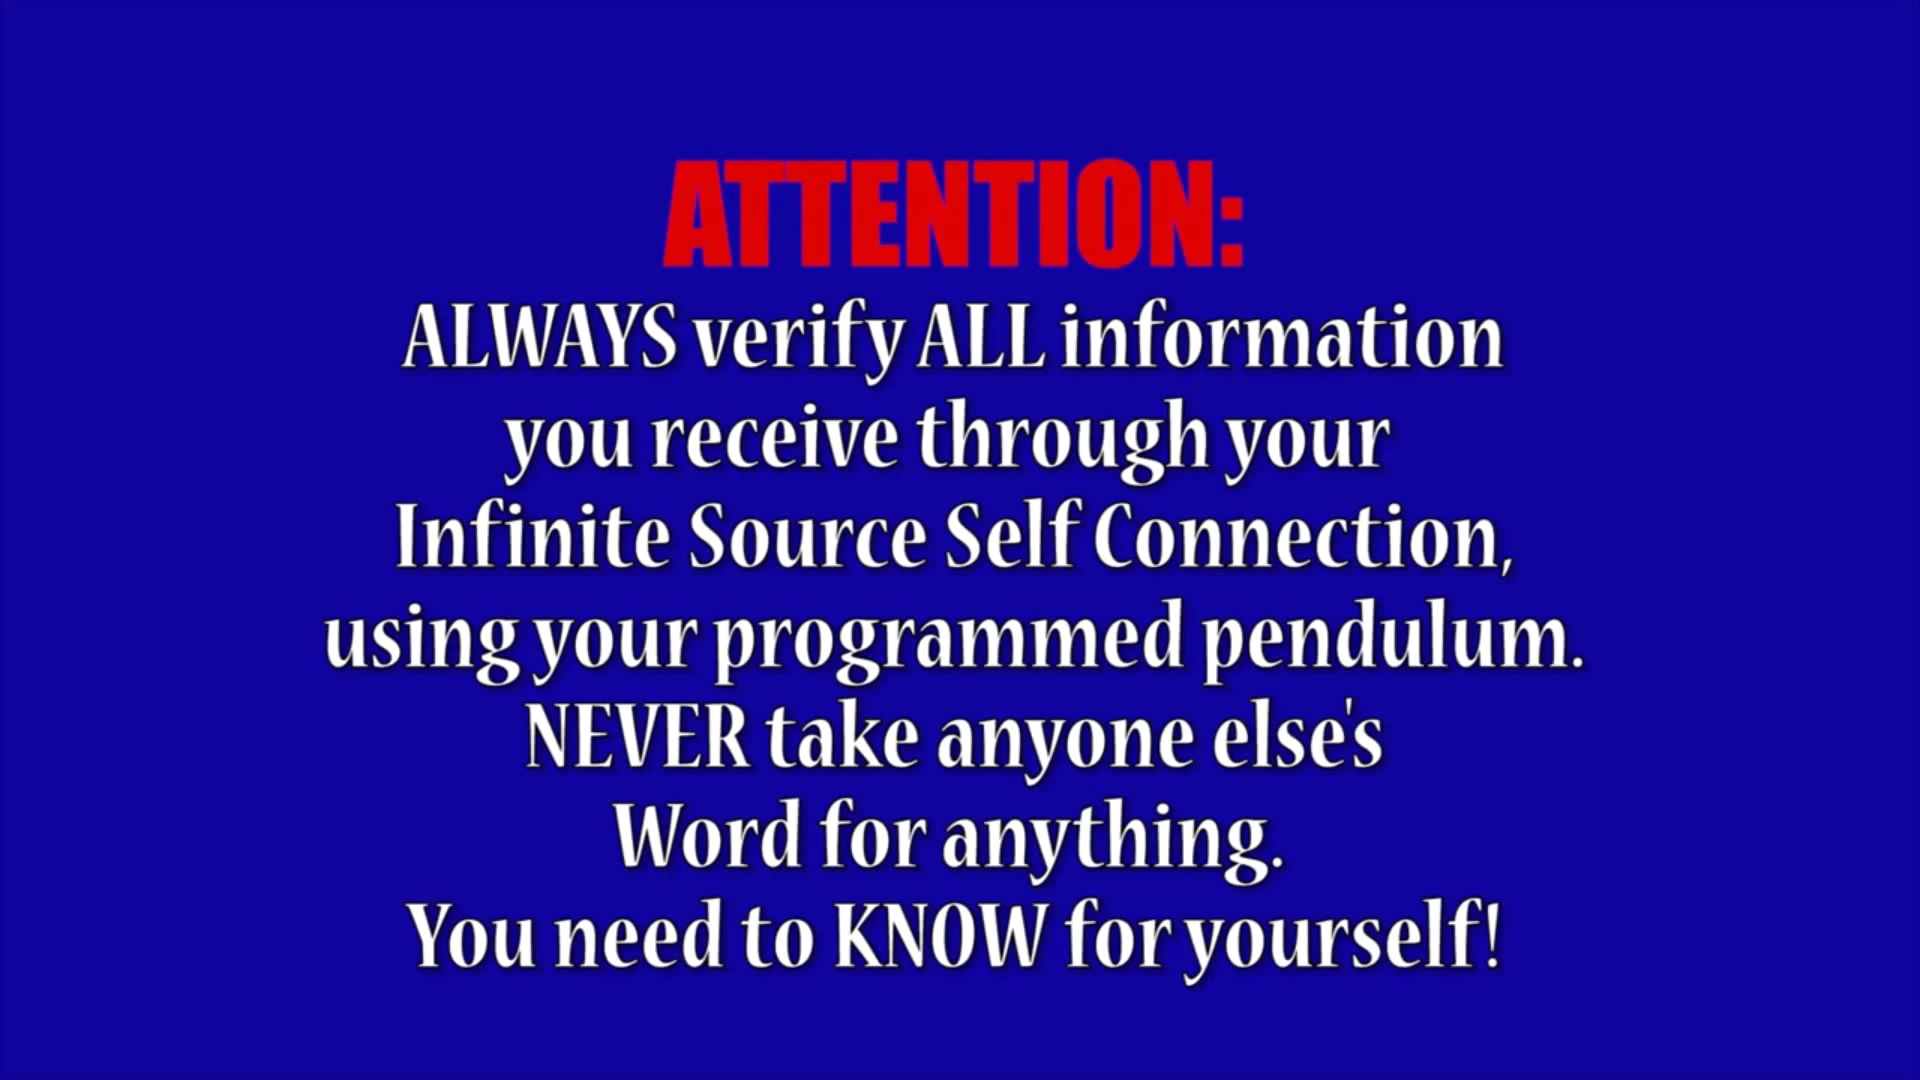 ATTENTION:
ALWAYS verify ALL information
you receive through your
Infinite Source Self Connection,
using your programmed pendulum.
NEVER take anyone else's
Word for anything.
You need to KNOW for yourself!